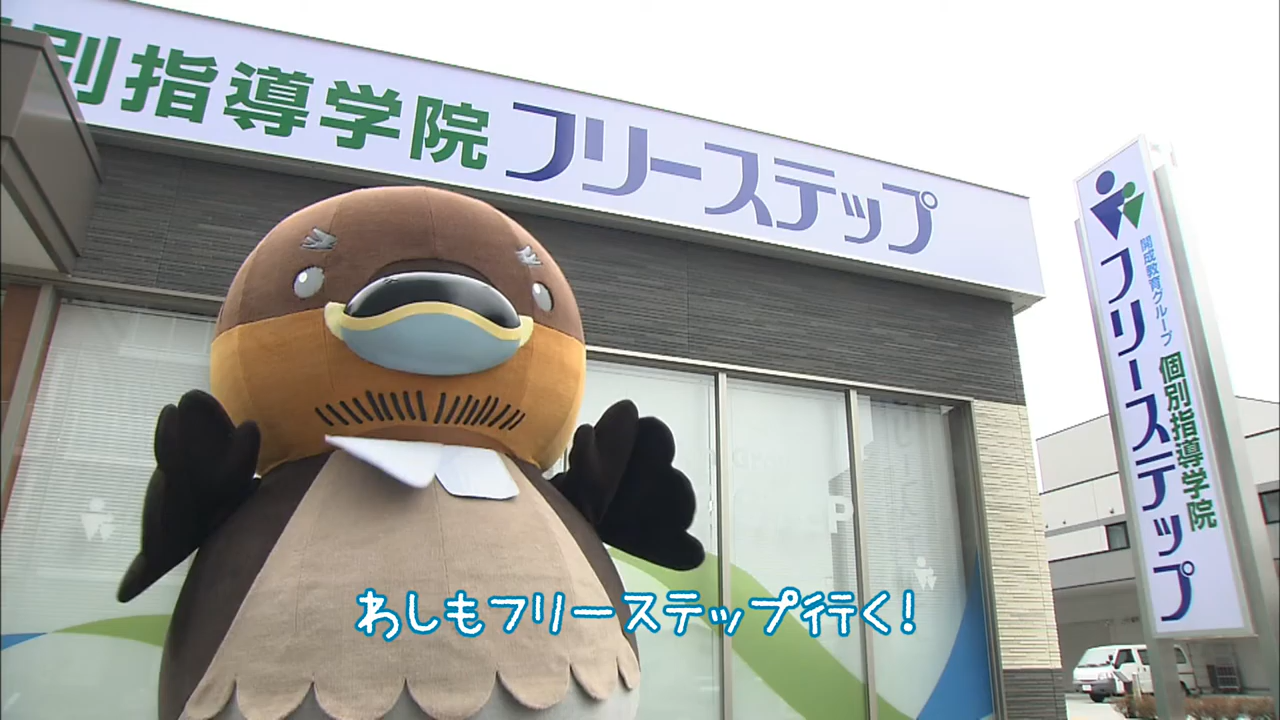 別指導学院 フリーステップ
開成教育グループ
個別指導学院
フリーステップ
わしもフリーステップ行く!